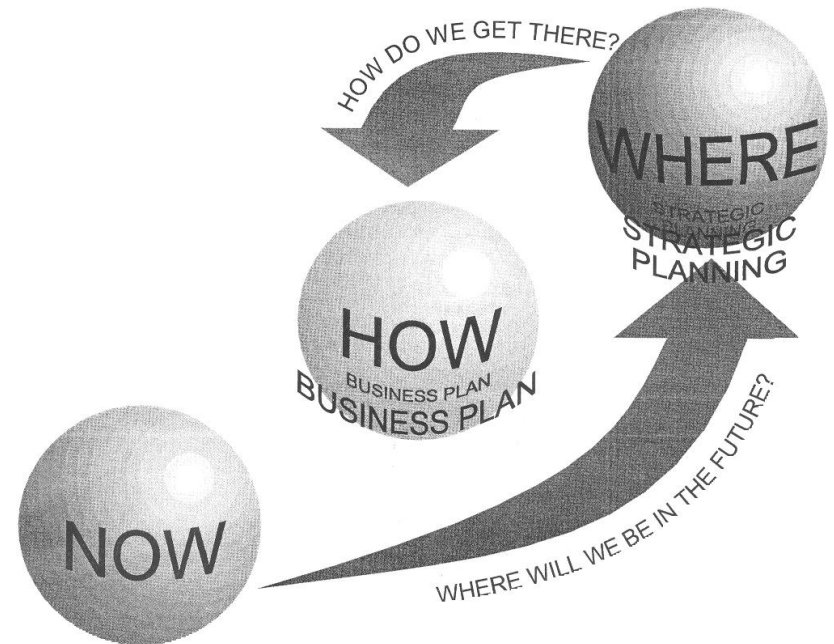 HOW DO WE GET THERE?
WHERE
STRATEGIC
PLANNING
STRATEGIC
PLANNING
HOW
BUSINESS PLAN
BUSINESS PLAN
NOW
WHERE WILL WE BE IN THE FUTURE?